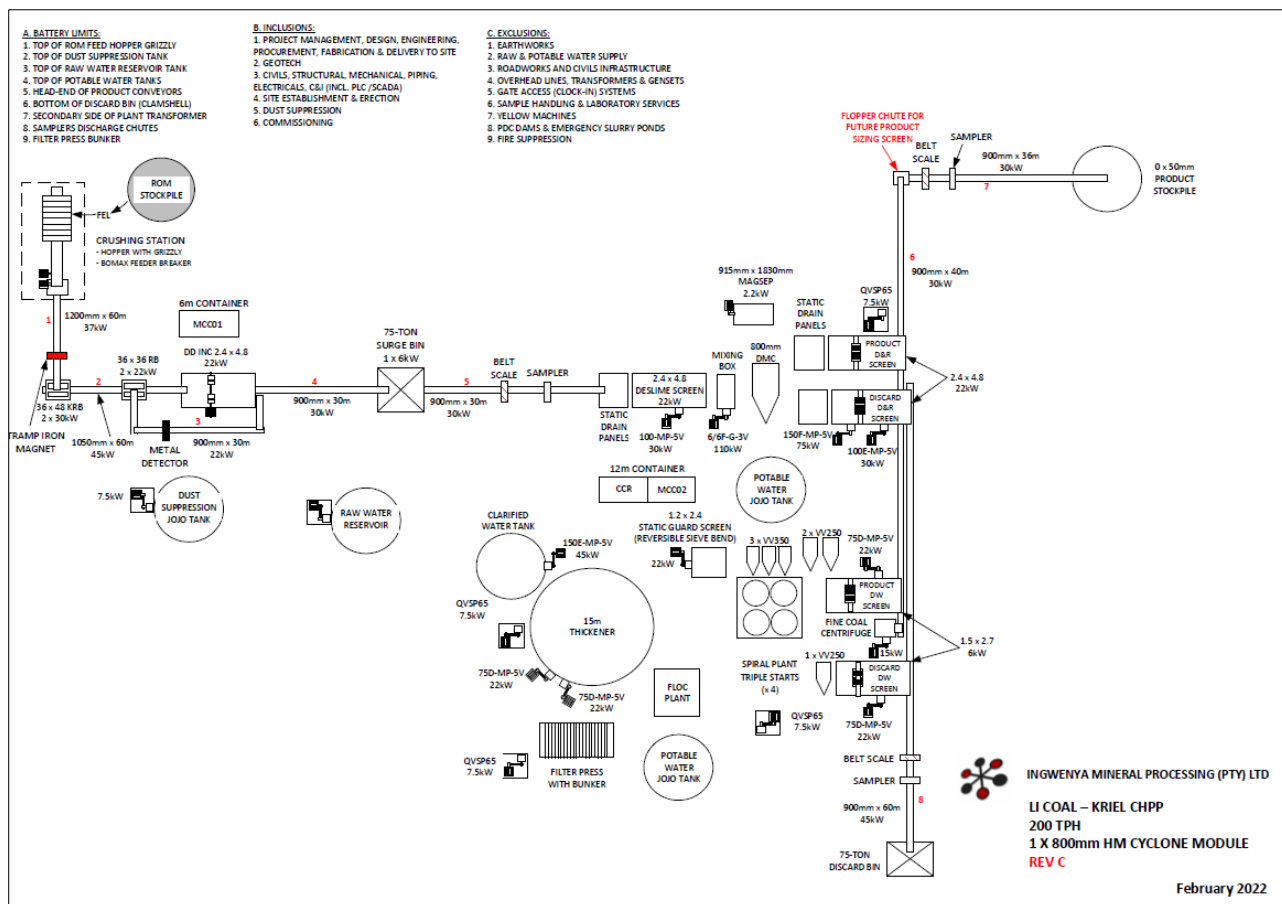 A. BATTERY LIMITS:
1. TOP OF ROM FEED HOPPER GRIZZLY
2. TOP OF DUST SUPPRESSION TANK
3. TOP OF RAW WATER RESERVOIR TANK
4. TOP OF POTABLE WATER TANKS
5. HEAD-END OF PRODUCT CONVEYORS
6. BOTTOM OF DISCARD BIN (CLAMSHELL)
7. SECONDARY SIDE OF PLANT TRANSFORMER
8. SAMPLERS DISCHARGE CHUTES
9. FILTER PRESS BUNKER
B. INCLUSIONS:
1. PROJECT MANAGEMENT, DESIGN, ENGINEERING,
PROCUREMENT, FABRICATION & DELIVERY TO SITE
2. GEOTECH
3. CIVILS, STRUCTURAL, MECHANICAL, PIPING,
ELECTRICALS, C&I (INCL. PLC /SCADA)
4. SITE ESTABLISHMENT & ERECTION
5. DUST SUPPRESSION
6. COMMISSIONING
C. EXCLUSIONS:
1. EARTHWORKS
2. RAW & POTABLE WATER SUPPLY
3. ROADWORKS AND CIVILS INFRASTRUCTURE
4. OVERHEAD LINES, TRANSFORMERS & GENSETS
5. GATE ACCESS (CLOCK-IN) SYSTEMS
6. SAMPLE HANDLING & LABORATORY SERVICES
7. YELLOW MACHINES
8. PDC DAMS & EMERGENCY SLURRY PONDS
9. FIRE SUPPRESSION
FLOPPER CHUTE FOR
FUTURE PRODUCT
SIZING SCREEN
BELT
SCALE
SAMPLER
900mm x 36m
30kW
7
0 x 50mm
PRODUCT
STOCKPILE
ROM
STOCKPILE
FEL
CRUSHING STATION
- HOPPER WITH GRIZZLY
- BOMAX FEEDER BREAKER
6
900mm x 40m
30kW
1
1200mm x 60m
37kW
6m CONTAINER
MCC01
36 x 36 RB
2 x 22kW
DD INC 2.4 x 4.8
22kW
75-TON
SURGE BIN
1 x 6kW
BELT
SCALE
SAMPLER
915mm x 1830mm
MAGSEP
2.2kW
STATIC
DRAIN
PANELS
QVSP65
7.5kW
PRODUCT
D&R
SCREEN
MIXING
BOX
800mm
DMC
2.4 x 4.8
DESLIME SCREEN
22kW
2.4 x 4.8
22kW
DISCARD
D&R
SCREEN
2
4
5
36 x 48 KRB
2 x 30kW
900mm x 30m
30kW
900mm x 30m
30kW
STATIC
DRAIN
PANELS
3
TRAMP IRON
MAGNET
1050mm x 60m
45kW
METAL
DETECTOR
900mm x 30m
22kW
100-MP-5V
30kW
6/6F-G-3V
110kW
150F-MP-5V
75kW
100E-MP-5V
30kW
12m CONTAINER
CCR
MCC02
POTABLE
WATER
JOJO TANK
7.5kW
DUST
SUPPRESSION
JOJO TANK
RAW WATER
RESERVOIR
CLARIFIED
WATER TANK
150E-MP-5V
45kW
1.2 x 2.4
STATIC GUARD SCREEN
(REVERSIBLE SIEVE BEND)
22kW
3 x VV350
2 x VV250
75D-MP-5V
22kW
PRODUCT
DW
SCREEN
QVSP65
7.5kW
15m
THICKENER
FINE COAL
CENTRIFUGE
15kW
1.5 x 2.7
6kW
1 x VV250
DISCARD
DW
SCREEN
SPIRAL PLANT
TRIPLE STARTS
(x 4)
75D-MP-5V
22kW
75D-MP-5V
22kW
FLOC
PLANT
QVSP65
7.5kW
75D-MP-5V
22kW
QVSP65
7.5kW
FILTER PRESS
WITH BUNKER
POTABLE
WATER
JOJO TANK
BELT SCALE
SAMPLER
900mm x 60m
45kW
8
75-TON
DISCARD BIN
INGWENYA MINERAL PROCESSING (PTY) LTD
LI COAL – KRIEL CHPP
200 TPH
1 X 800mm HM CYCLONE MODULE
REV C
February 2022